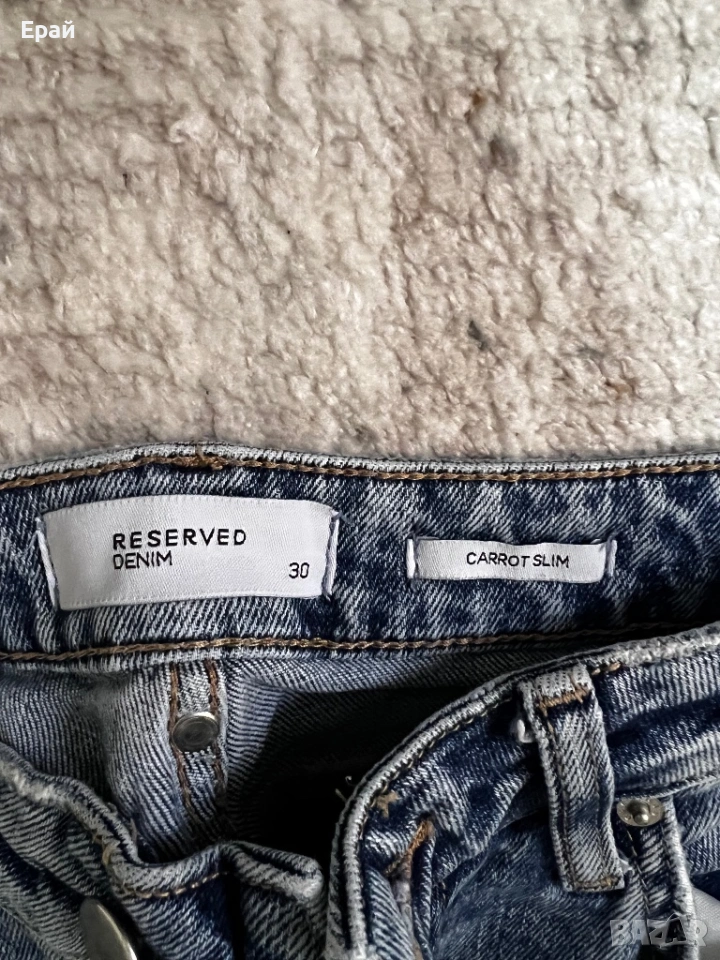 Ерай
RESERVED
DENIM
30
CARROT SLIM
BAZAR